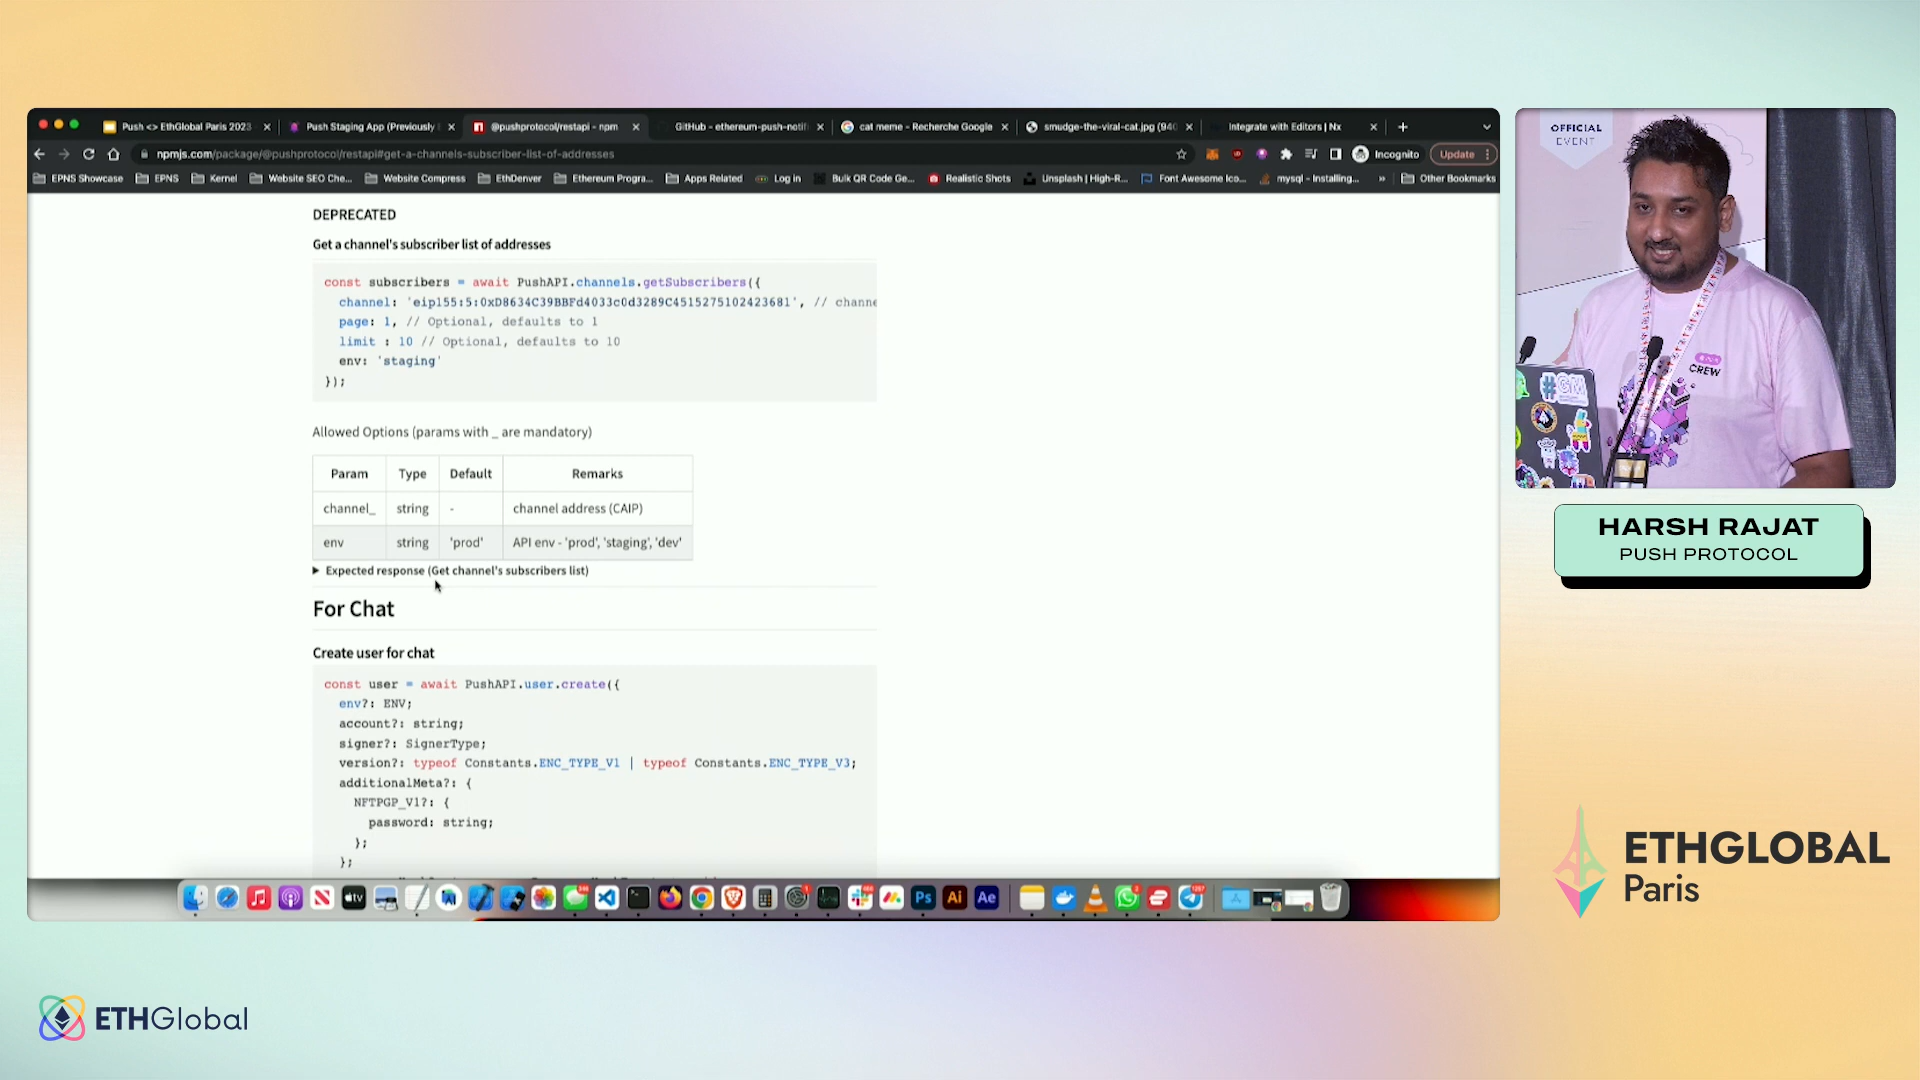 Push <> EthGlobal Paris 2023
Push Staging App (Previously
@pushprotocol/restapi - npm
GitHub - ethereum-push-notif
cat meme - Recherche Google
smudge-the-viral-cat.jpg (940
Integrate with Editors | Nx
npmjs.com/package/@pushprotocol/restapi#get-a-channels-subscriber-list-of-addresses
Incognito
Update
EPNS Showcase
EPNS
Kernel
Website SEO Che...
Website Compress
EthDenver
Ethereum Progra...
Apps Related
Log in
Bulk QR Code Ge...
Realistic Shots
Unsplash | High-R...
Font Awesome Ico...
mysql - Installing...
»
Other Bookmarks
DEPRECATED
Get a channel's subscriber list of addresses
const subscribers = await PushAPI.channels.getSubscribers({
channel: 'eip155:5:0xD8634C39BBFd4033c0d3289C4515275102423681', // channe
page: 1, // Optional, defaults to 1
limit : 10 // Optional, defaults to 10
env: 'staging'
});
Allowed Options (params with _ are mandatory)
Param Type Default Remarks
channel_ string - channel address (CAIP)
env string 'prod' API env - 'prod', 'staging', 'dev'
Expected response (Get channel's subscribers list)
For Chat
Create user for chat
const user = await PushAPI.user.create({
env?: ENV;
account?: string;
signer?: SignerType;
version?: typeof Constants.ENC_TYPE_V1 | typeof Constants.ENC_TYPE_V3;
additionalMeta?: {
NFTPGP_V1?: {
password: string;
};
};
tv
Ps
Ai
Ae
OFFICIAL
EVENT
CREW
#GM
HARSH RAJAT
PUSH PROTOCOL
ETHGLOBAL
Paris
ETHGlobal